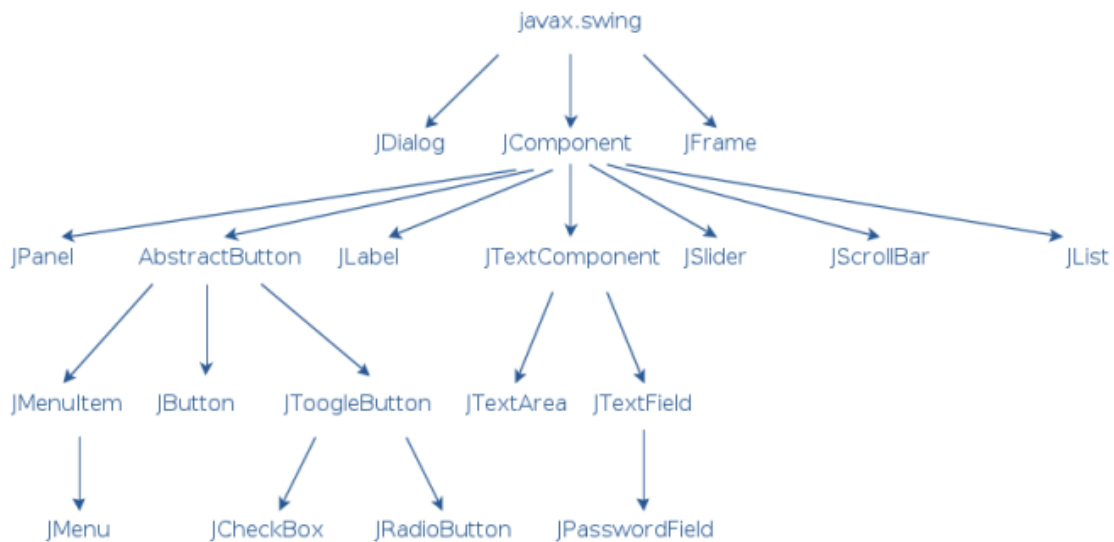 javax.swing
JDialog JComponent JFrame
JPanel AbstractButton JLabel JTextComponent JSlider JScrollBar JList
JMenuItem JButton JToogleButton JTextArea JTextField
JMenu JCheckBox JRadioButton JPasswordField